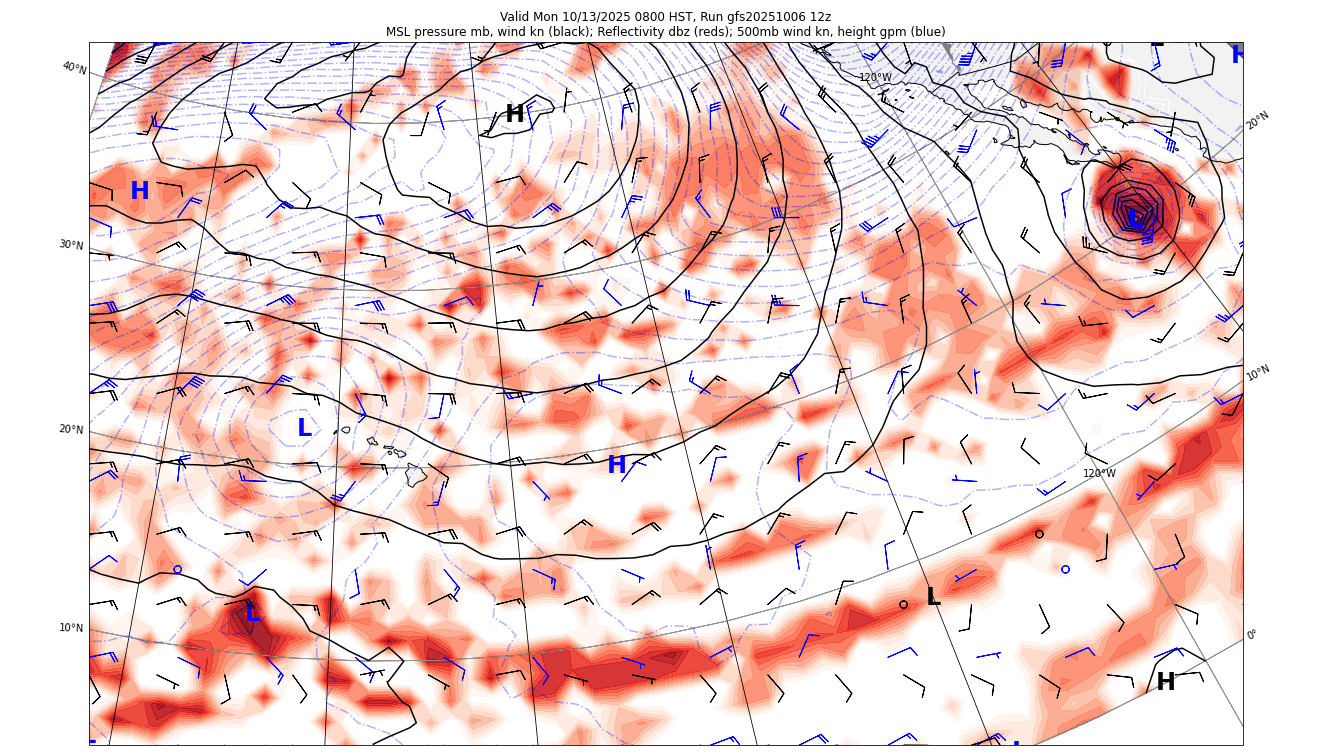 Valid Mon 10/13/2025 0800 HST, Run gfs20251006 12z
MSL pressure mb, wind kn (black); Reflectivity dbz (reds); 500mb wind kn, height gpm (blue)
H
40°N
120°W
H
20°N
H
L
30°N
10°N
L
20°N
H
120°W
L
L
10°N
0°
H